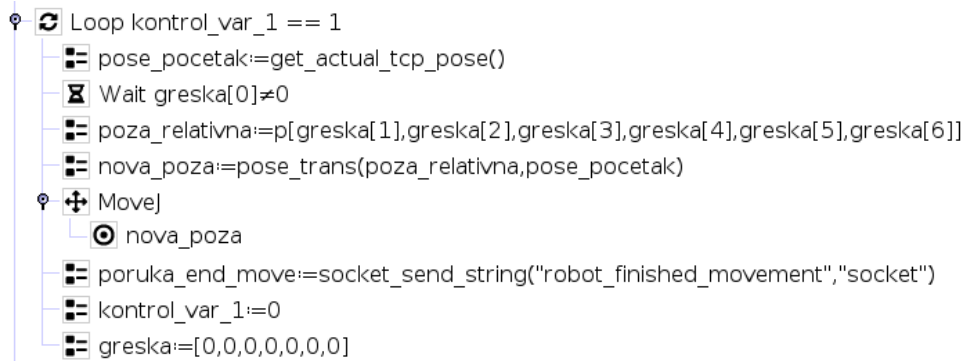 Loop kontrol_var_1 == 1
pose_pocetak:=get_actual_tcp_pose()
Wait greska[0]≠0
poza_relativna:=p[greska[1],greska[2],greska[3],greska[4],greska[5],greska[6]]
nova_poza:=pose_trans(poza_relativna,pose_pocetak)
MoveJ
nova_poza
poruka_end_move:=socket_send_string("robot_finished_movement","socket")
kontrol_var_1:=0
greska:=[0,0,0,0,0,0,0]